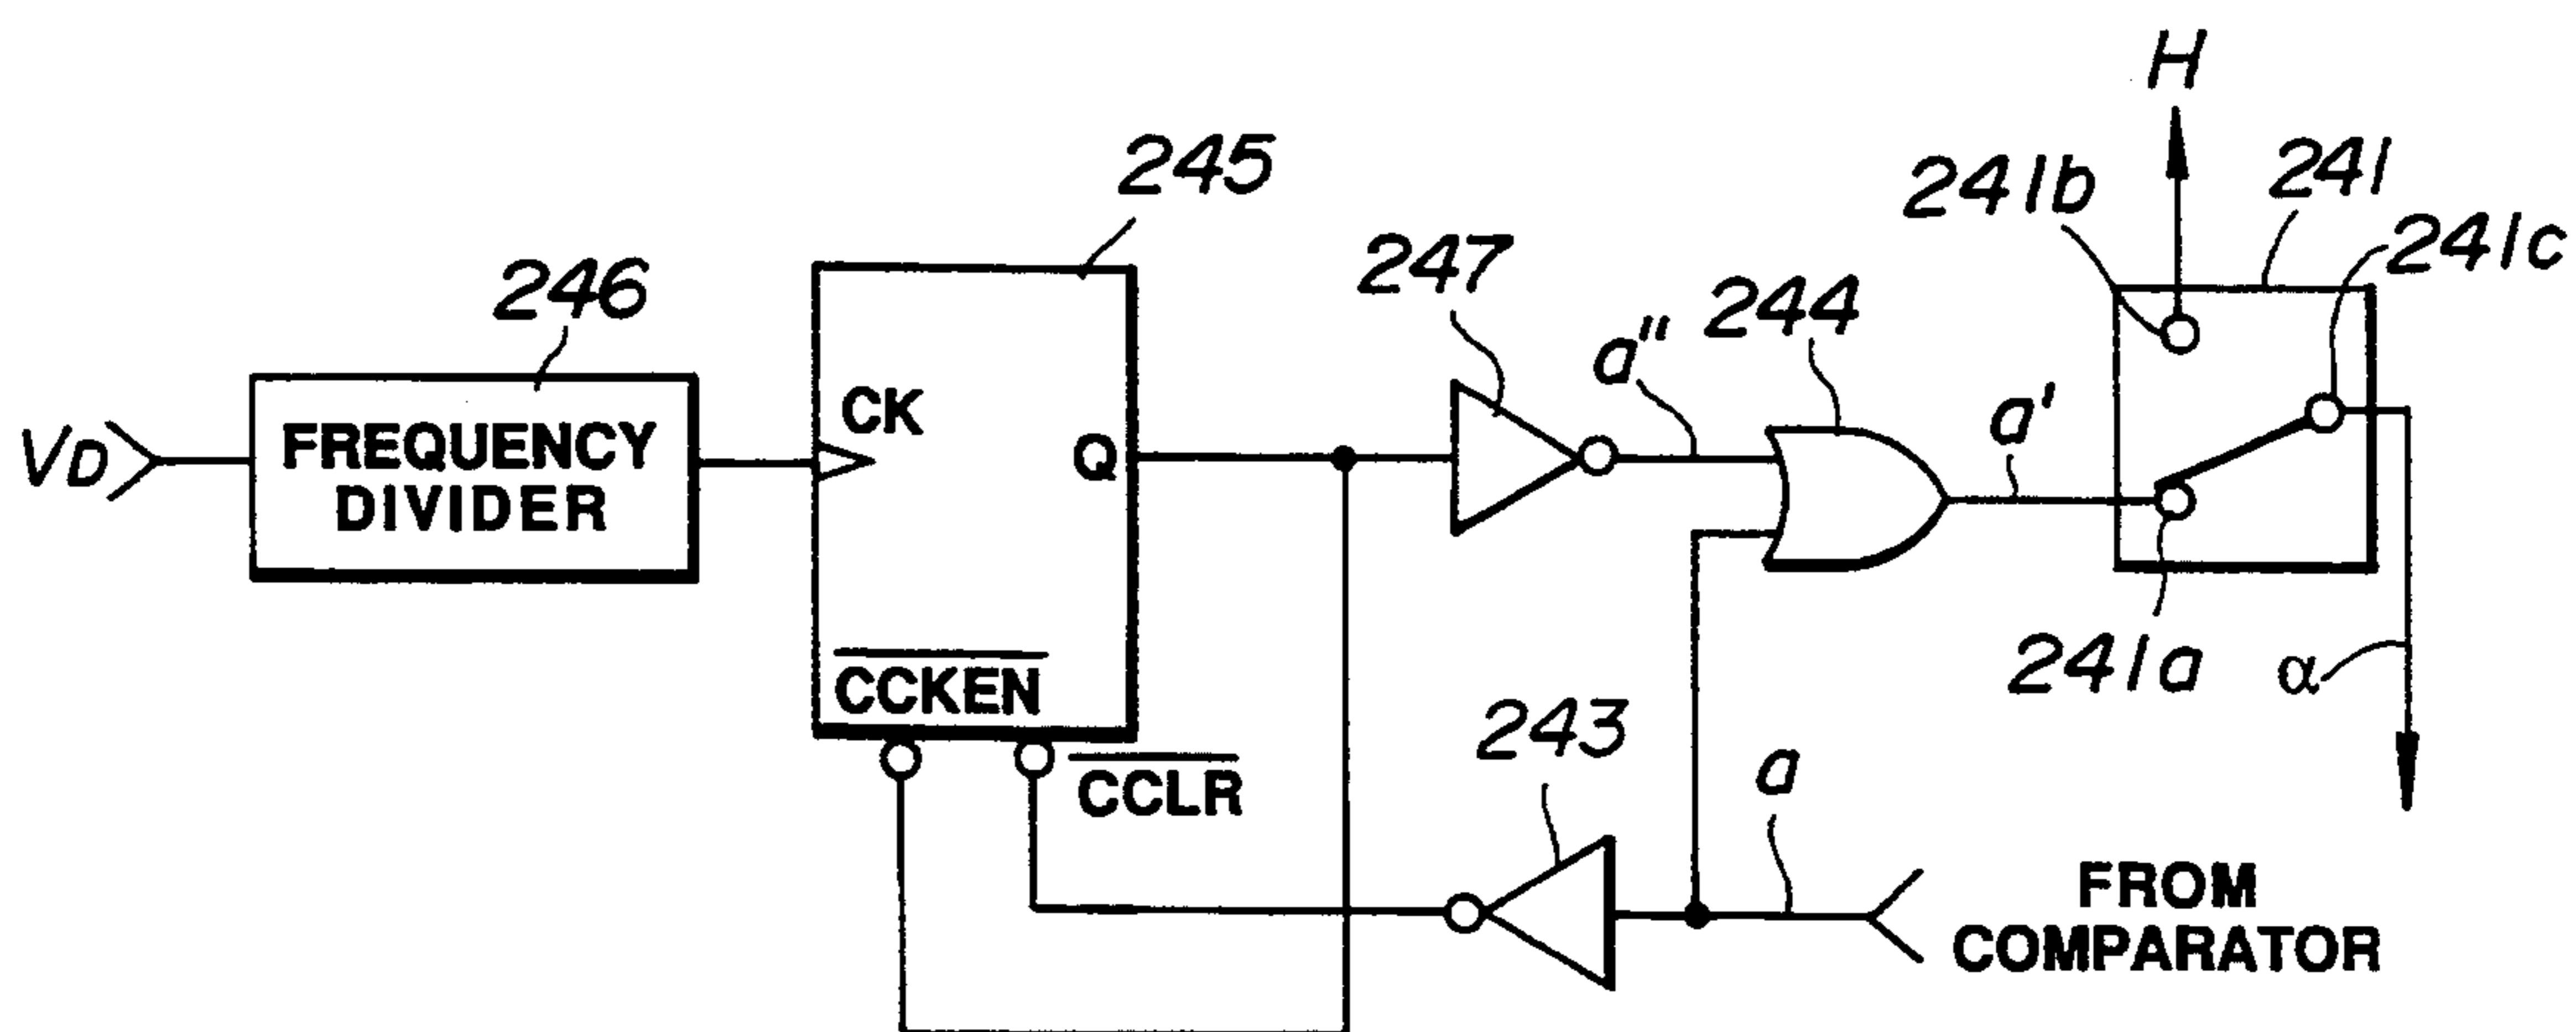 H
245
241b
241
241c
246
247
244
a"
a'
CK
VD
FREQUENCY
DIVIDER
Q
CCKEN
CCLR
241a
α
243
a
FROM
COMPARATOR